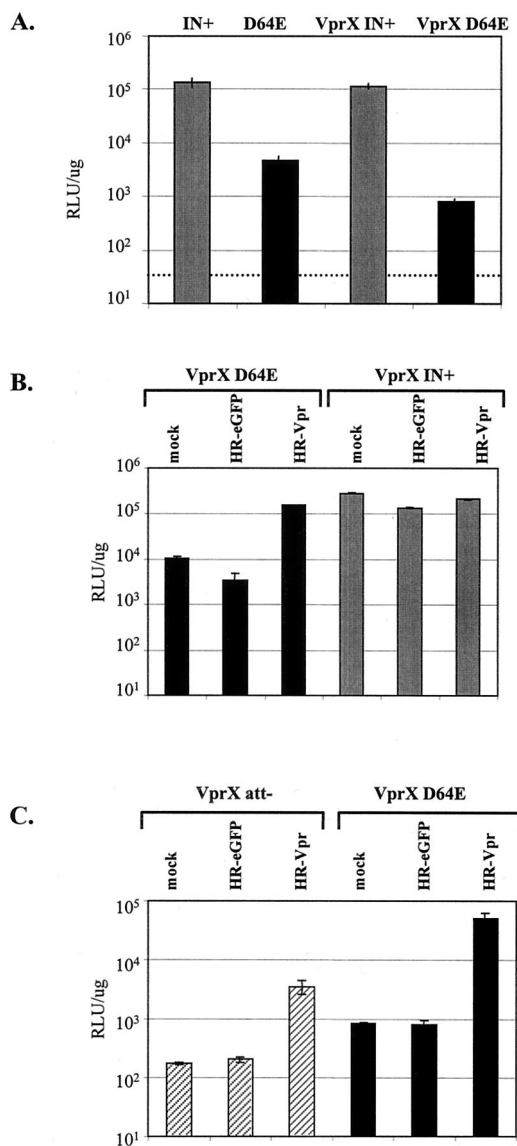 A.
IN+ D64E VprX IN+ VprX D64E
RLU/ug
10^6
10^5
10^4
10^3
10^2
10^1
B.
VprX D64E VprX IN+
mock HR-eGFP HR-Vpr mock HR-eGFP HR-Vpr
RLU/ug
10^6
10^5
10^4
10^3
10^2
10^1
C.
VprX att- VprX D64E
mock HR-eGFP HR-Vpr mock HR-eGFP HR-Vpr
RLU/ug
10^5
10^4
10^3
10^2
10^1